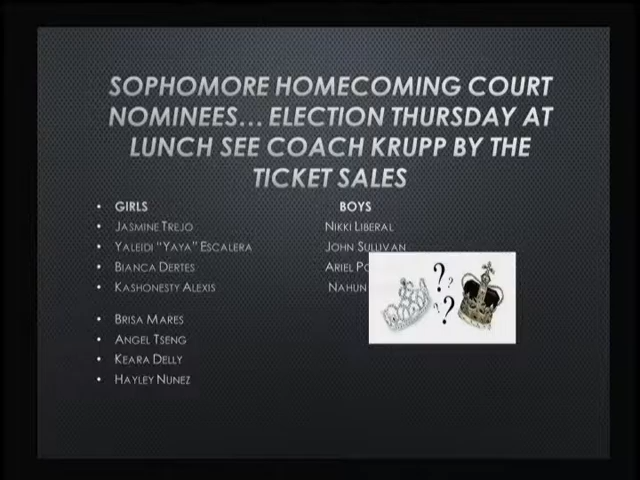 SOPHOMORE HOMECOMING COURT
NOMINEES... ELECTION THURSDAY AT
LUNCH SEE COACH KRUPP BY THE
TICKET SALES
• GIRLS BOYS
• JASMINE TREJO NIKKI LIBERAL
• YALEIDI "YAYA" ESCALERA JOHN SULLIVAN
• BIANCA DERTES ARIEL
• KASHONESTY ALEXIS NAHUN
• BRISA MARES
• ANGEL TSENG
• KEARA DELLY
• HAYLEY NUNEZ
? ?
? ?